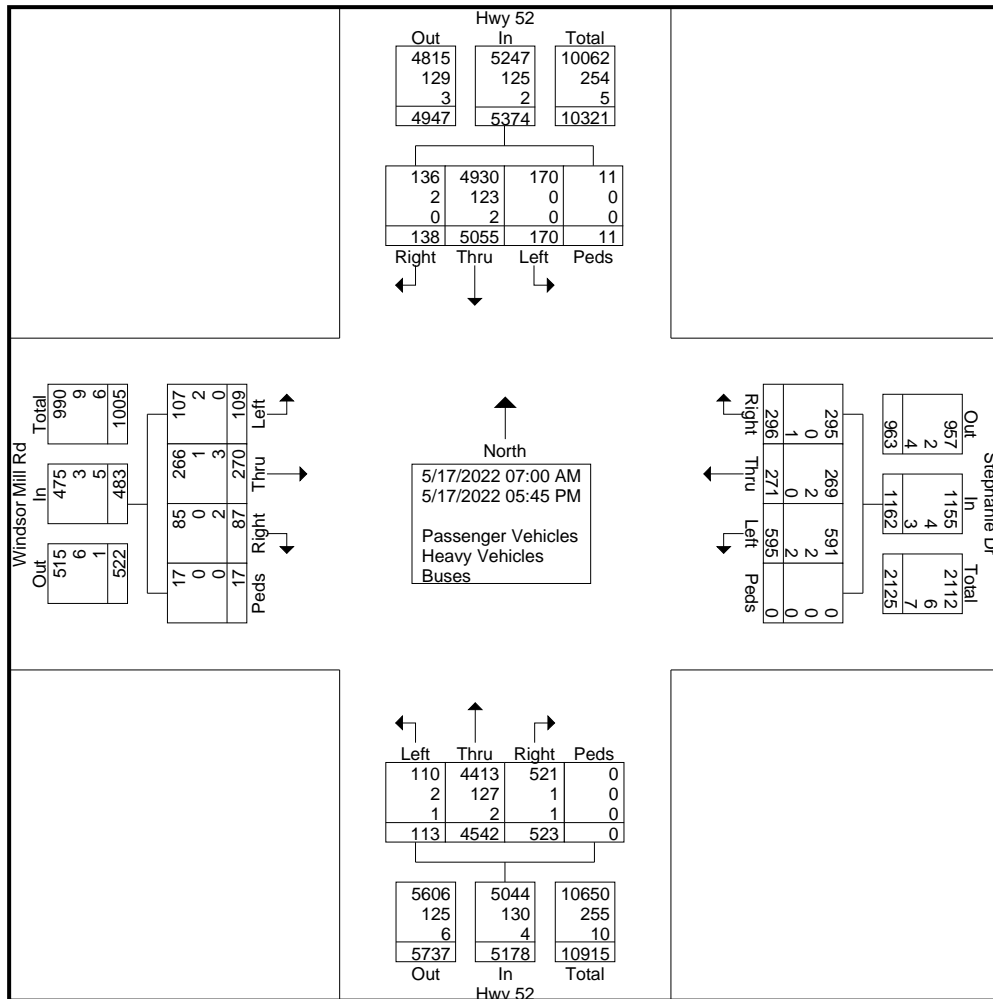 Hwy 52
Out In Total
4815 5247 10062
129 125 254
3 2 5
4947 5374 10321
136 4930 170 11
2 123 0 0
0 2 0 0
138 5055 170 11
Right Thru Left Peds
Windsor Mill Rd
Total In Out
990 475 515
9 3 6
6 5 1
1005 483 522
107 266 85 17
2 1 0 0
0 3 2 0
109 270 87 17
Left Thru Right Peds
North
5/17/2022 07:00 AM
5/17/2022 05:45 PM
Passenger Vehicles
Heavy Vehicles
Buses
Right Thru Left Peds
295 269 591 0
0 2 2 0
1 0 2 0
296 271 595 0
Stephanie Dr
Out In Total
957 1155 2112
2 4 6
4 3 7
963 1162 2125
Left Thru Right Peds
110 4413 521 0
2 127 1 0
1 2 1 0
113 4542 523 0
5606 5044 10650
125 130 255
6 4 10
5737 5178 10915
Out In Total
Hwy 52